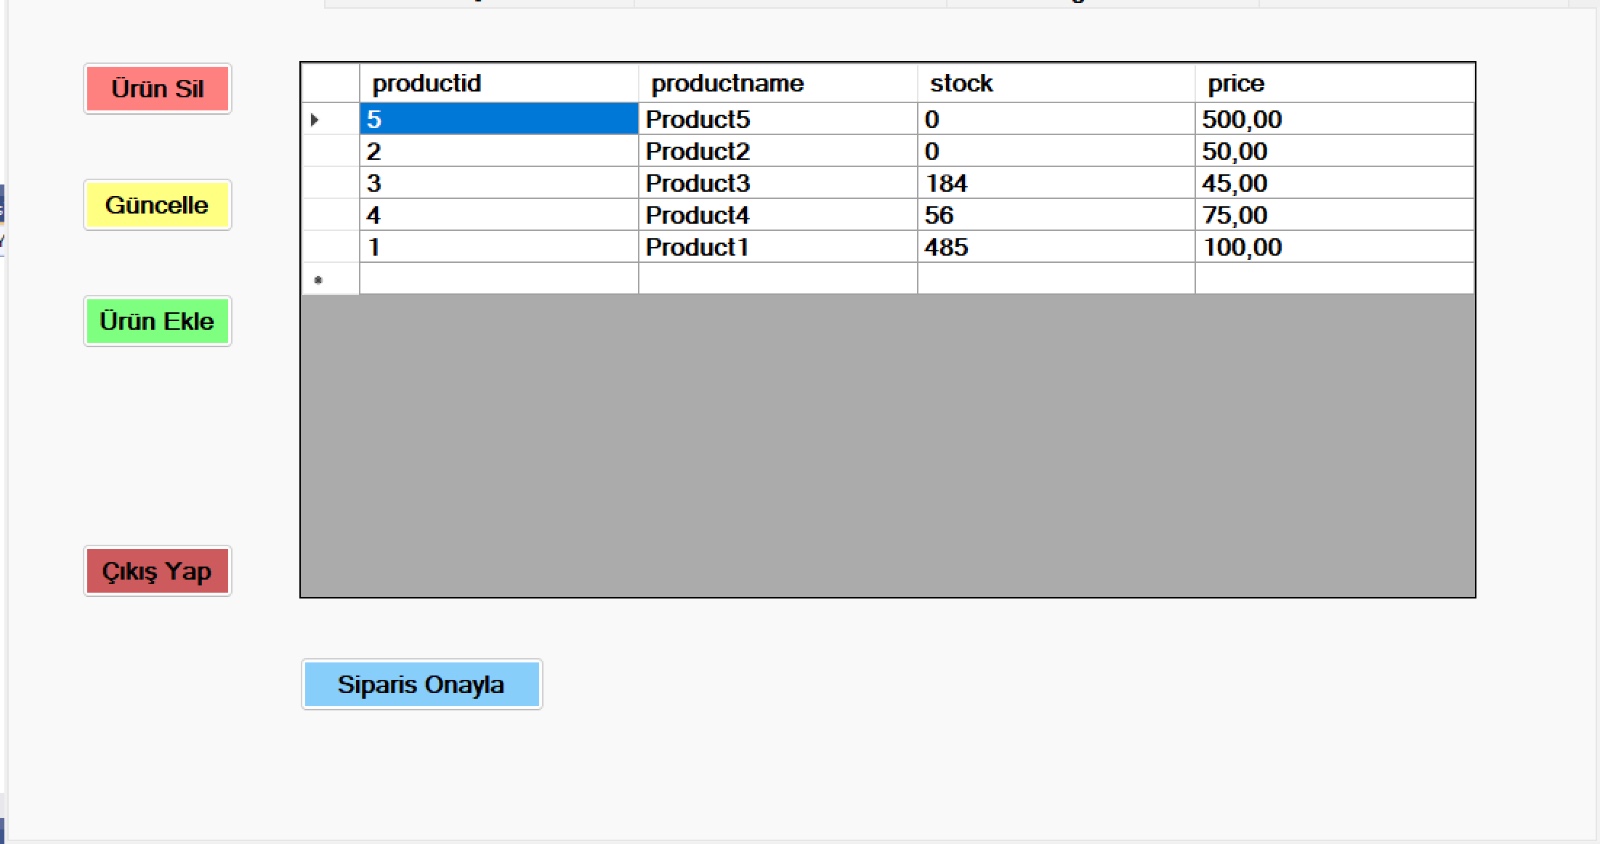 Ürün Sil
Güncelle
Ürün Ekle
Çıkış Yap
productid productname stock price
5 Product5 0 500,00
2 Product2 0 50,00
3 Product3 184 45,00
4 Product4 56 75,00
1 Product1 485 100,00
Siparis Onayla